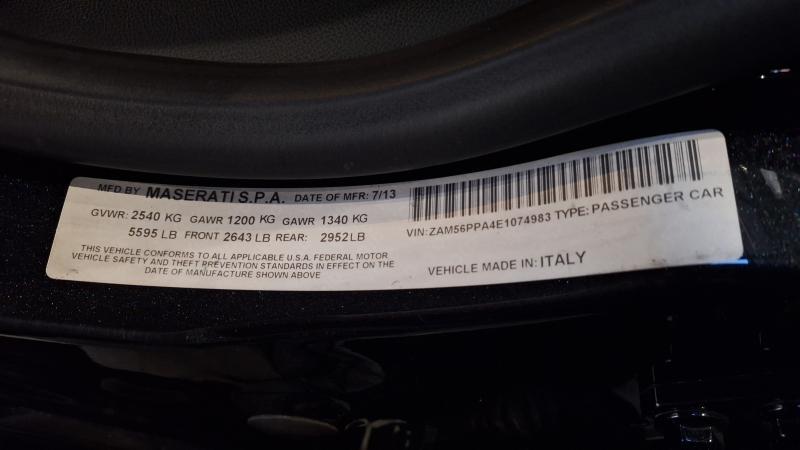 MFD BY MASERATI S.P.A. DATE OF MFR: 7/13
GVWR: 2540 KG GAWR 1200 KG GAWR 1340 KG
5595 LB FRONT 2643 LB REAR: 2952 LB
THIS VEHICLE CONFORMS TO ALL APPLICABLE U.S.A. FEDERAL MOTOR
VEHICLE SAFETY AND THEFT PREVENTION STANDARDS IN EFFECT ON THE
DATE OF MANUFACTURE SHOWN ABOVE
VIN:ZAM56PPA4E1074983 TYPE: PASSENGER CAR
VEHICLE MADE IN: ITALY